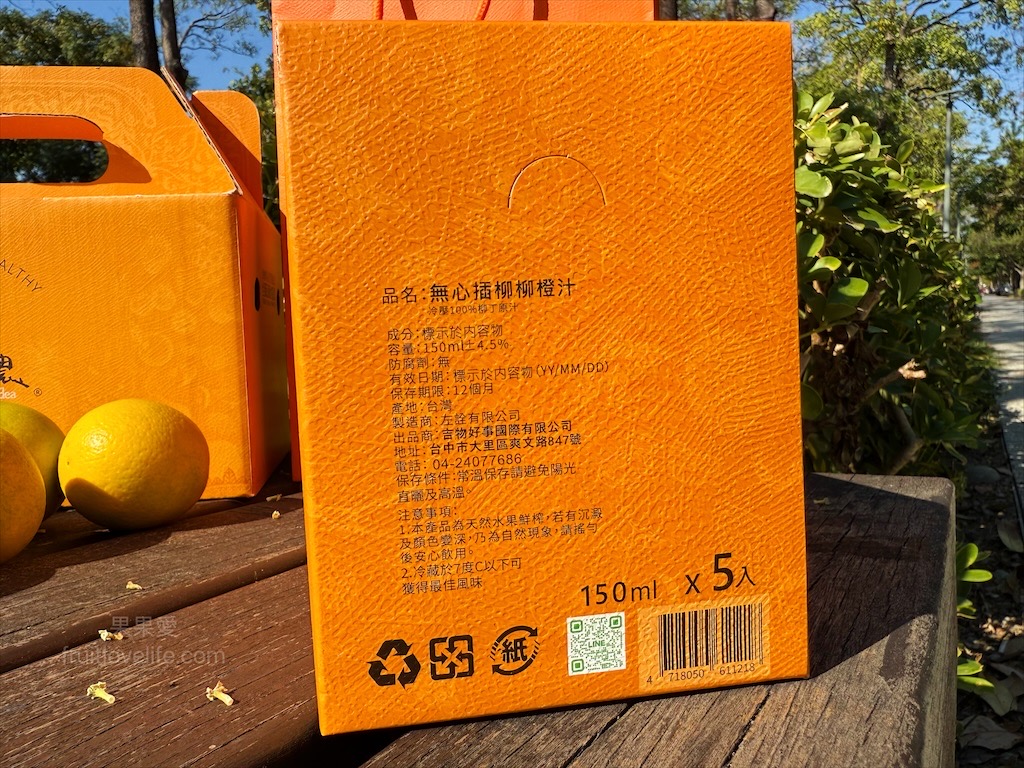 ALTHY
農®
dea
品名：無心插柳柳橙汁
冷壓100%柳丁原汁
成分：標示於內容物
容量：150ml±4.5%
防腐劑：無
有效日期：標示於內容物(YY/MM/DD)
保存期限：12個月
產地：台灣
製造商：左詮有限公司
出品商：吉物好事國際有限公司
地址：台中市大里區爽文路847號
電話：04-24077686
保存條件：常溫保存請避免陽光
直曬及高溫。
注意事項：
1.本產品為天然水果鮮榨，若有沉澱
及顏色變深，乃為自然現象，請搖勻
後安心飲用。
2.冷藏於7度C以下可
獲得最佳風味
150ml x 5入
紙
LINE
4 718050 611218
果果愛
fruitlovelife.com